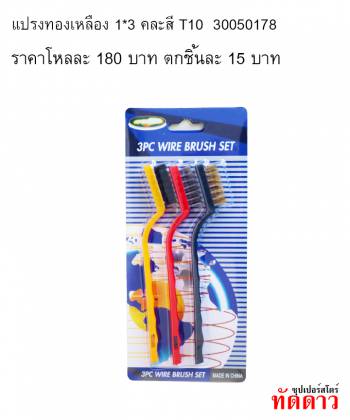 แปรงทองเหลือง 1*3 คละสี T10 30050178
ราคาโหลละ 180 บาท ตกชิ้นละ 15 บาท
3PC WIRE BRUSH SET
3PC WIRE BRUSH SET
MADE IN CHINA
ซุปเปอร์สโตร์
ทัดดาว